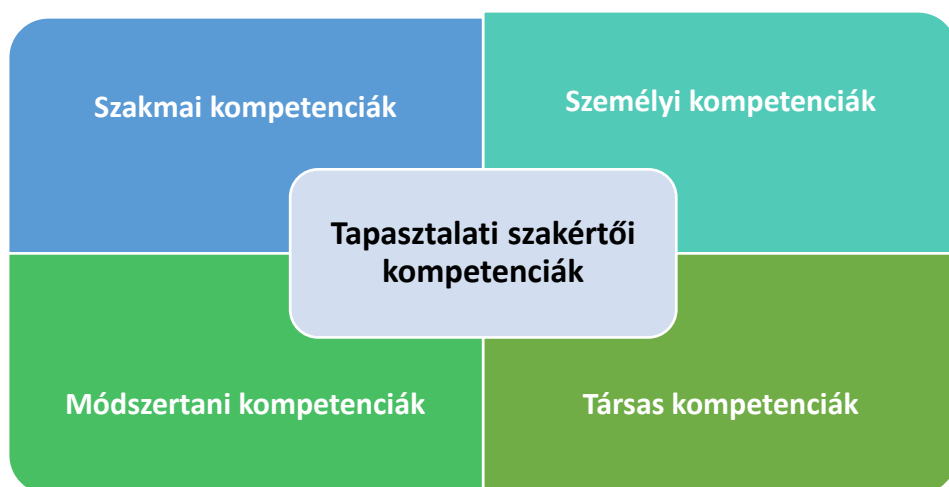 Szakmai kompetenciák
Személyi kompetenciák
Tapasztalati szakértői
kompetenciák
Módszertani kompetenciák
Társas kompetenciák